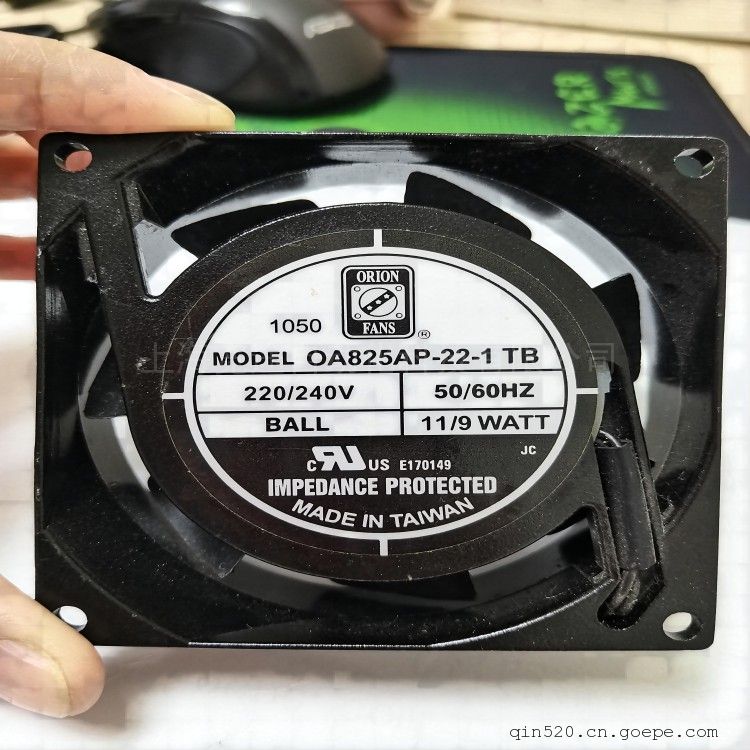 ORION
FANS
®
1050
MODEL OA825AP-22-1 TB
220/240V 50/60HZ
BALL 11/9 WATT
JC
c RU US E170149
IMPEDANCE PROTECTED
MADE IN TAIWAN
qin520.cn.goepe.com